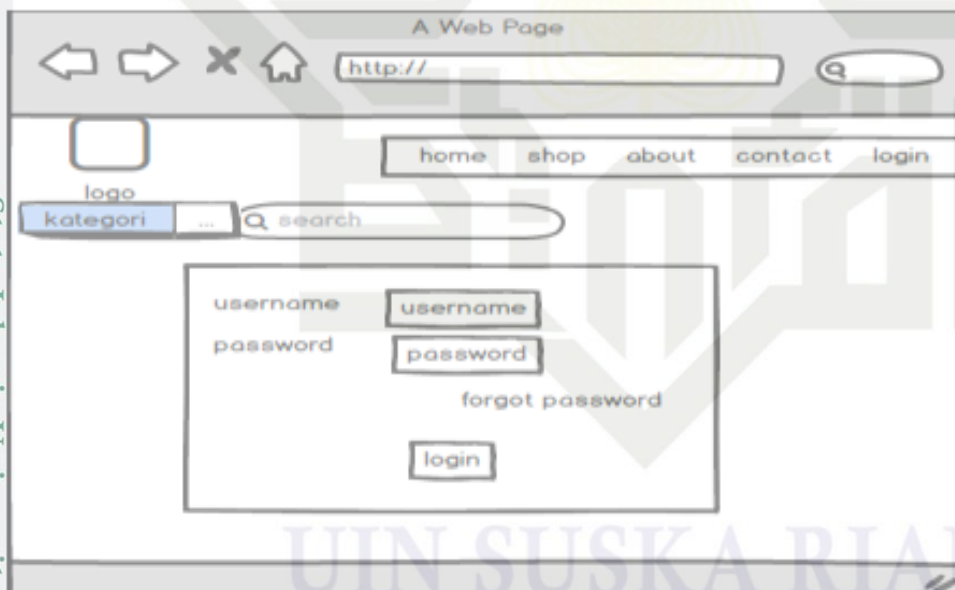 A Web Page
http://
home shop about contact login
logo
kategori ... search
username username
password password
forgot password
login
UIN SUSKA RIA